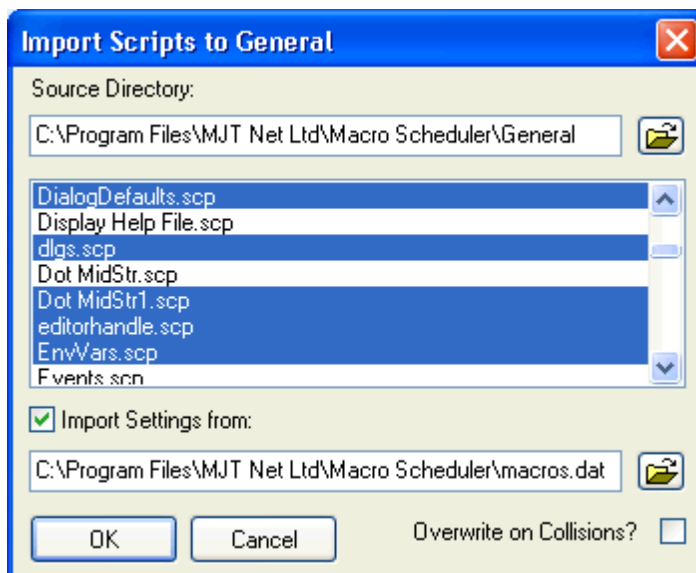 Import Scripts to General
Source Directory:
C:\Program Files\MJT Net Ltd\Macro Scheduler\General
DialogDefaults.scp
Display Help File.scp
dlgs.scp
Dot MidStr.scp
Dot MidStr1.scp
editorhandle.scp
EnvVars.scp
Events.scp
Import Settings from:
C:\Program Files\MJT Net Ltd\Macro Scheduler\macros.dat
OK Cancel Overwrite on Collisions?